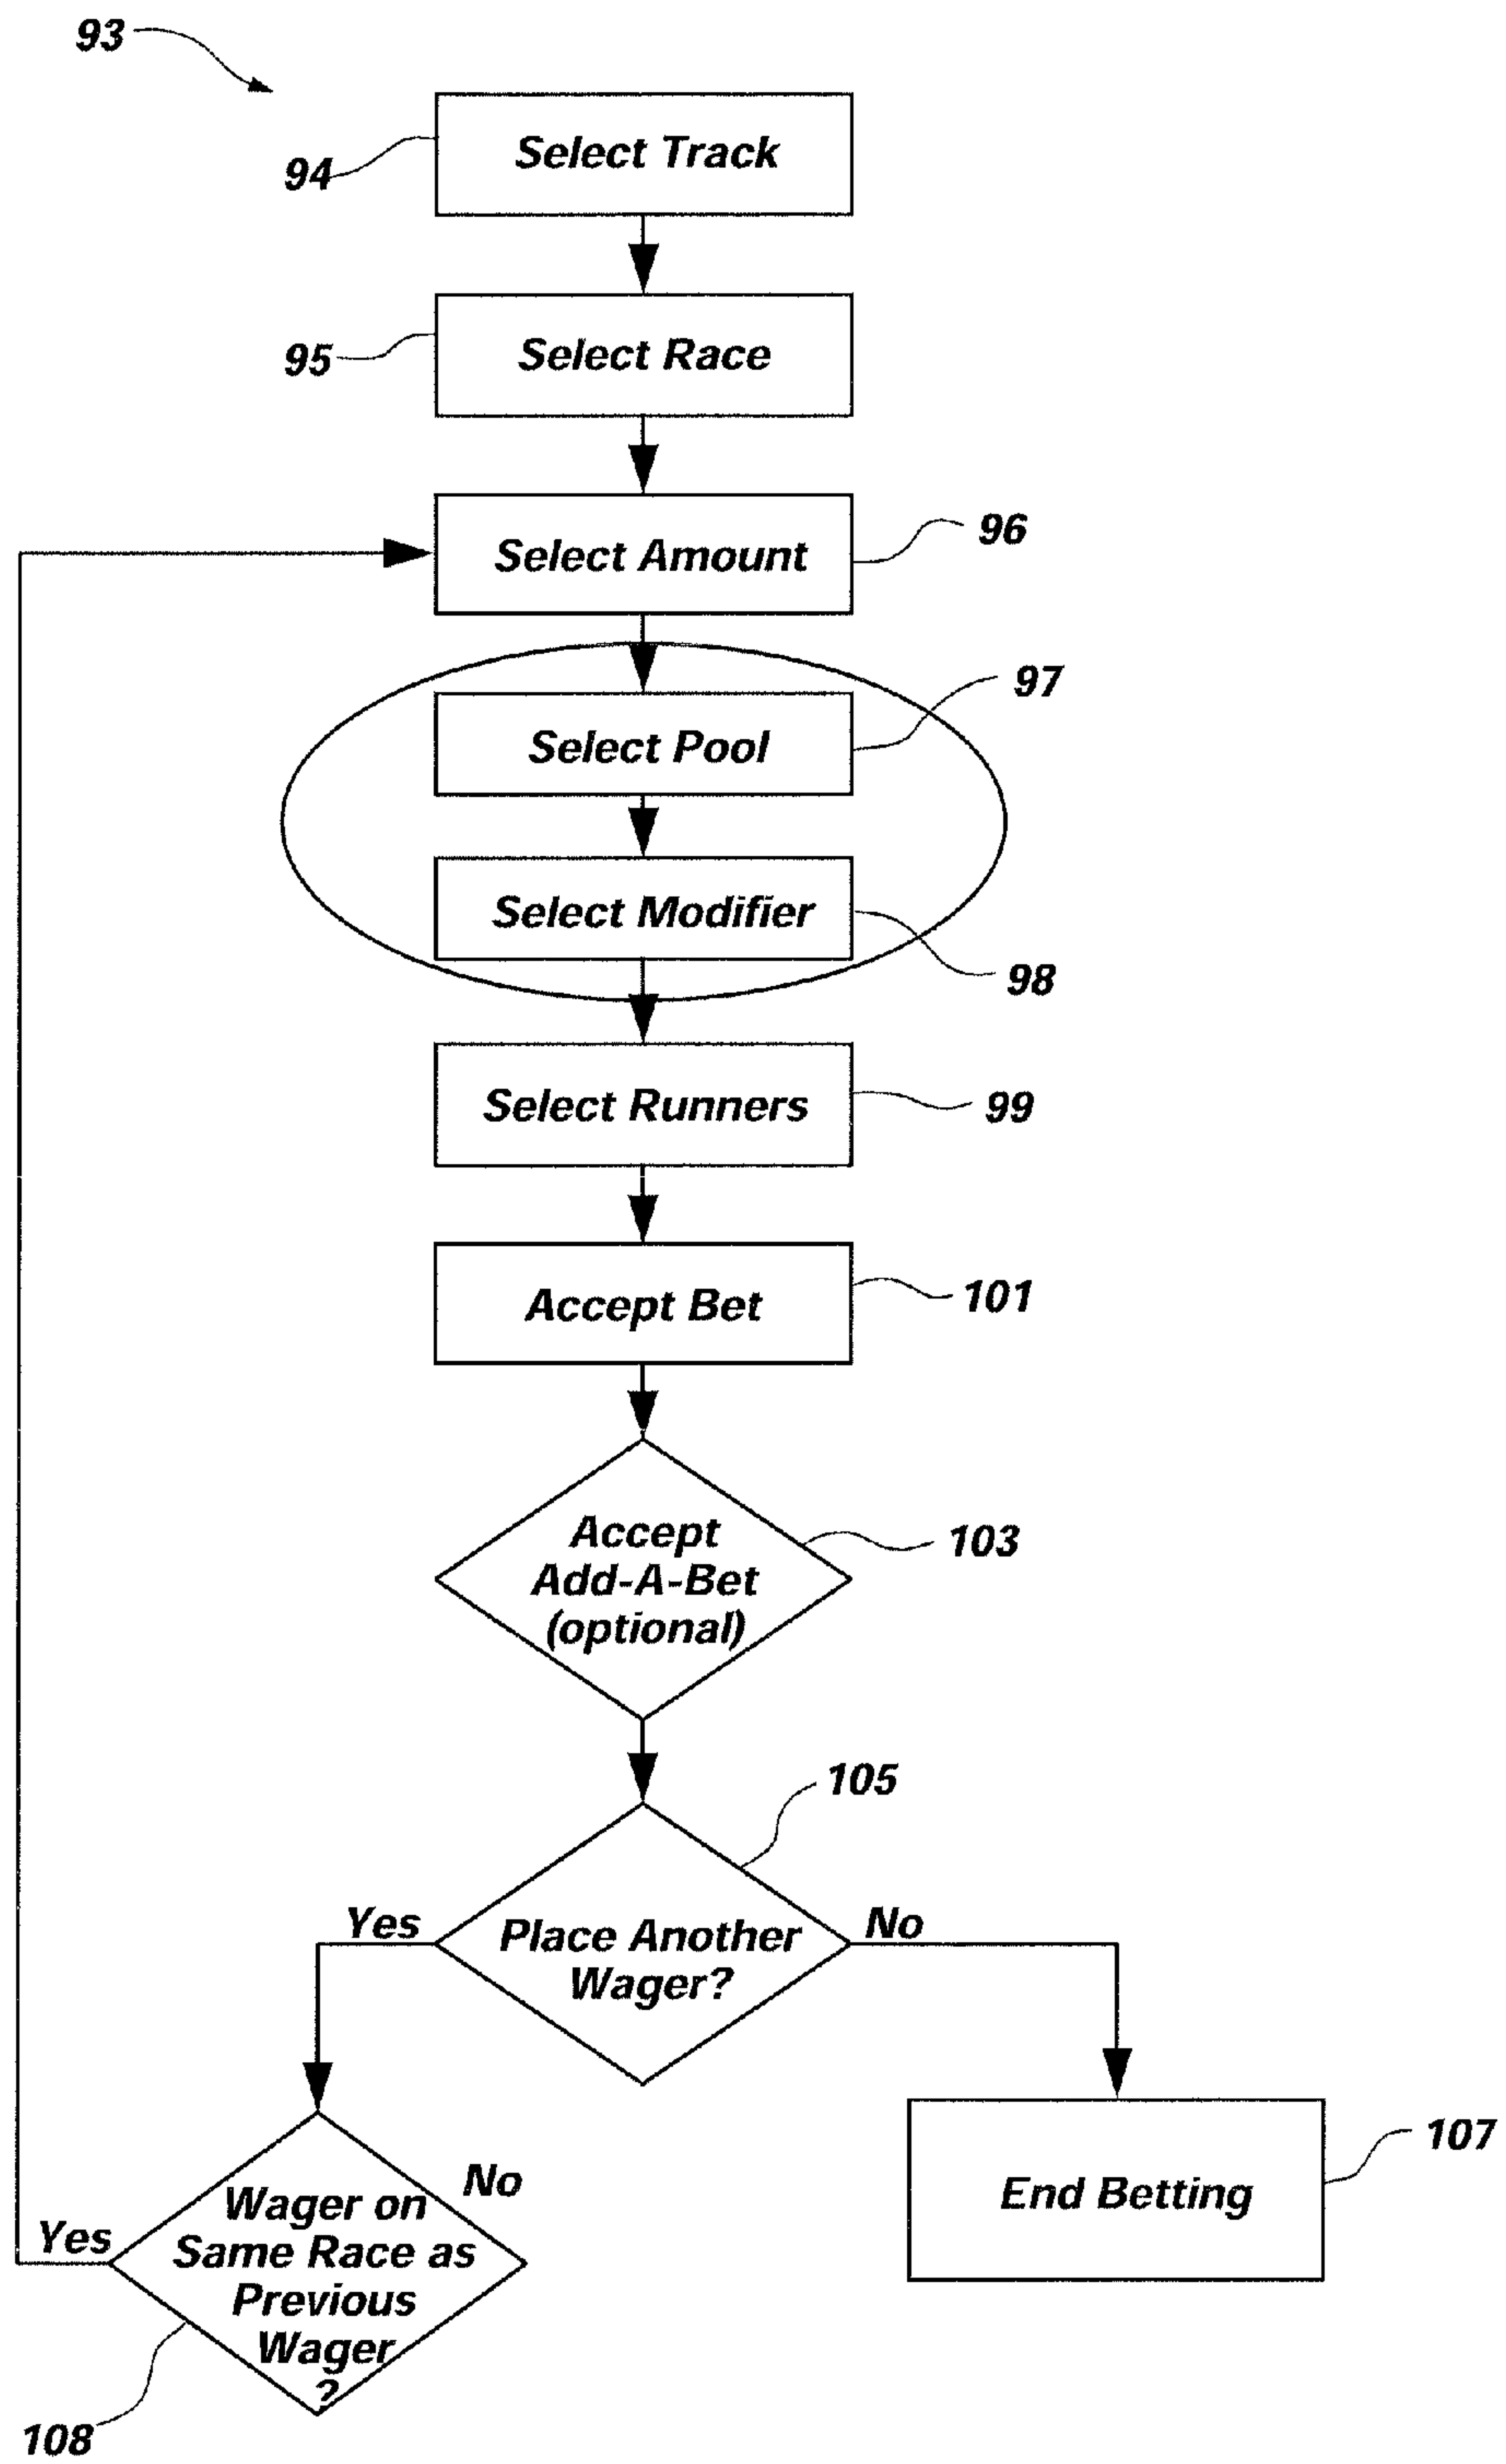 93
Select Track
94
Select Race
95
Select Amount
96
Select Pool
97
Select Modifier
98
Select Runners
99
Accept Bet
101
Accept
Add-A-Bet
(optional)
103
105
Place Another
Wager?
Yes
No
Wager on
Same Race as
Previous
Wager
?
No
Yes
108
End Betting
107